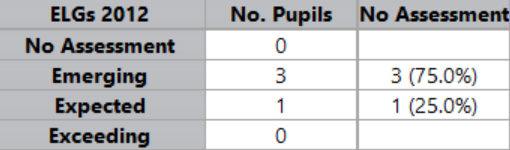 ELGs 2012 No. Pupils No Assessment
No Assessment 0
Emerging 3 3 (75.0%)
Expected 1 1 (25.0%)
Exceeding 0